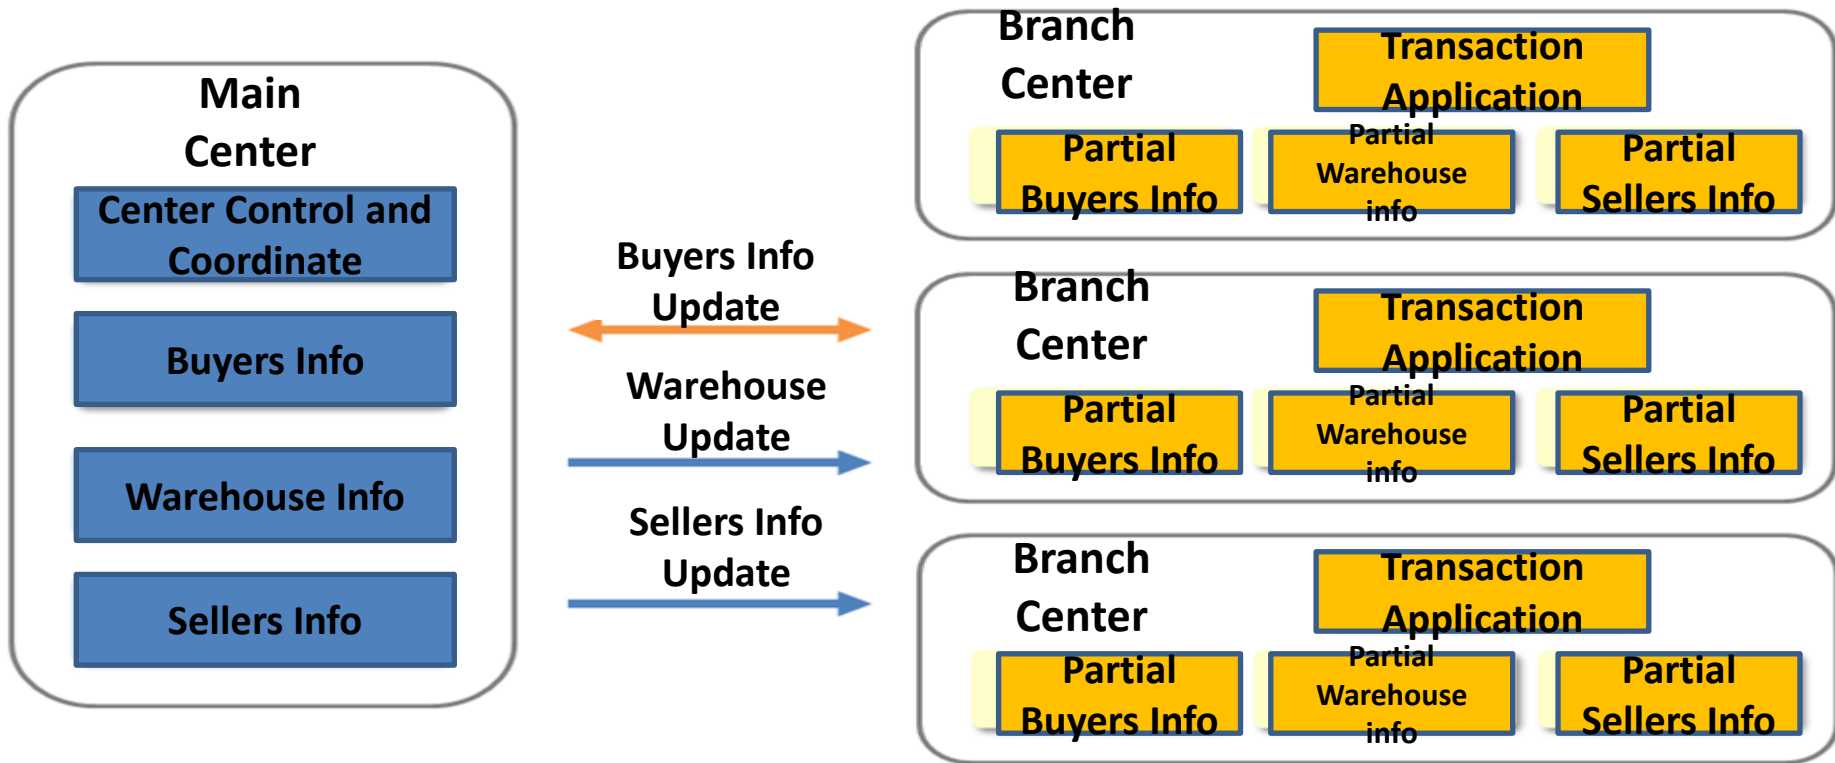 Main
Center
Center Control and
Coordinate
Buyers Info
Warehouse Info
Sellers Info
Buyers Info
Update
Warehouse
Update
Sellers Info
Update
Branch
Center
Transaction
Application
Partial
Buyers Info
Partial
Warehouse
info
Partial
Sellers Info
Branch
Center
Transaction
Application
Partial
Buyers Info
Partial
Warehouse
info
Partial
Sellers Info
Branch
Center
Transaction
Application
Partial
Buyers Info
Partial
Warehouse
info
Partial
Sellers Info